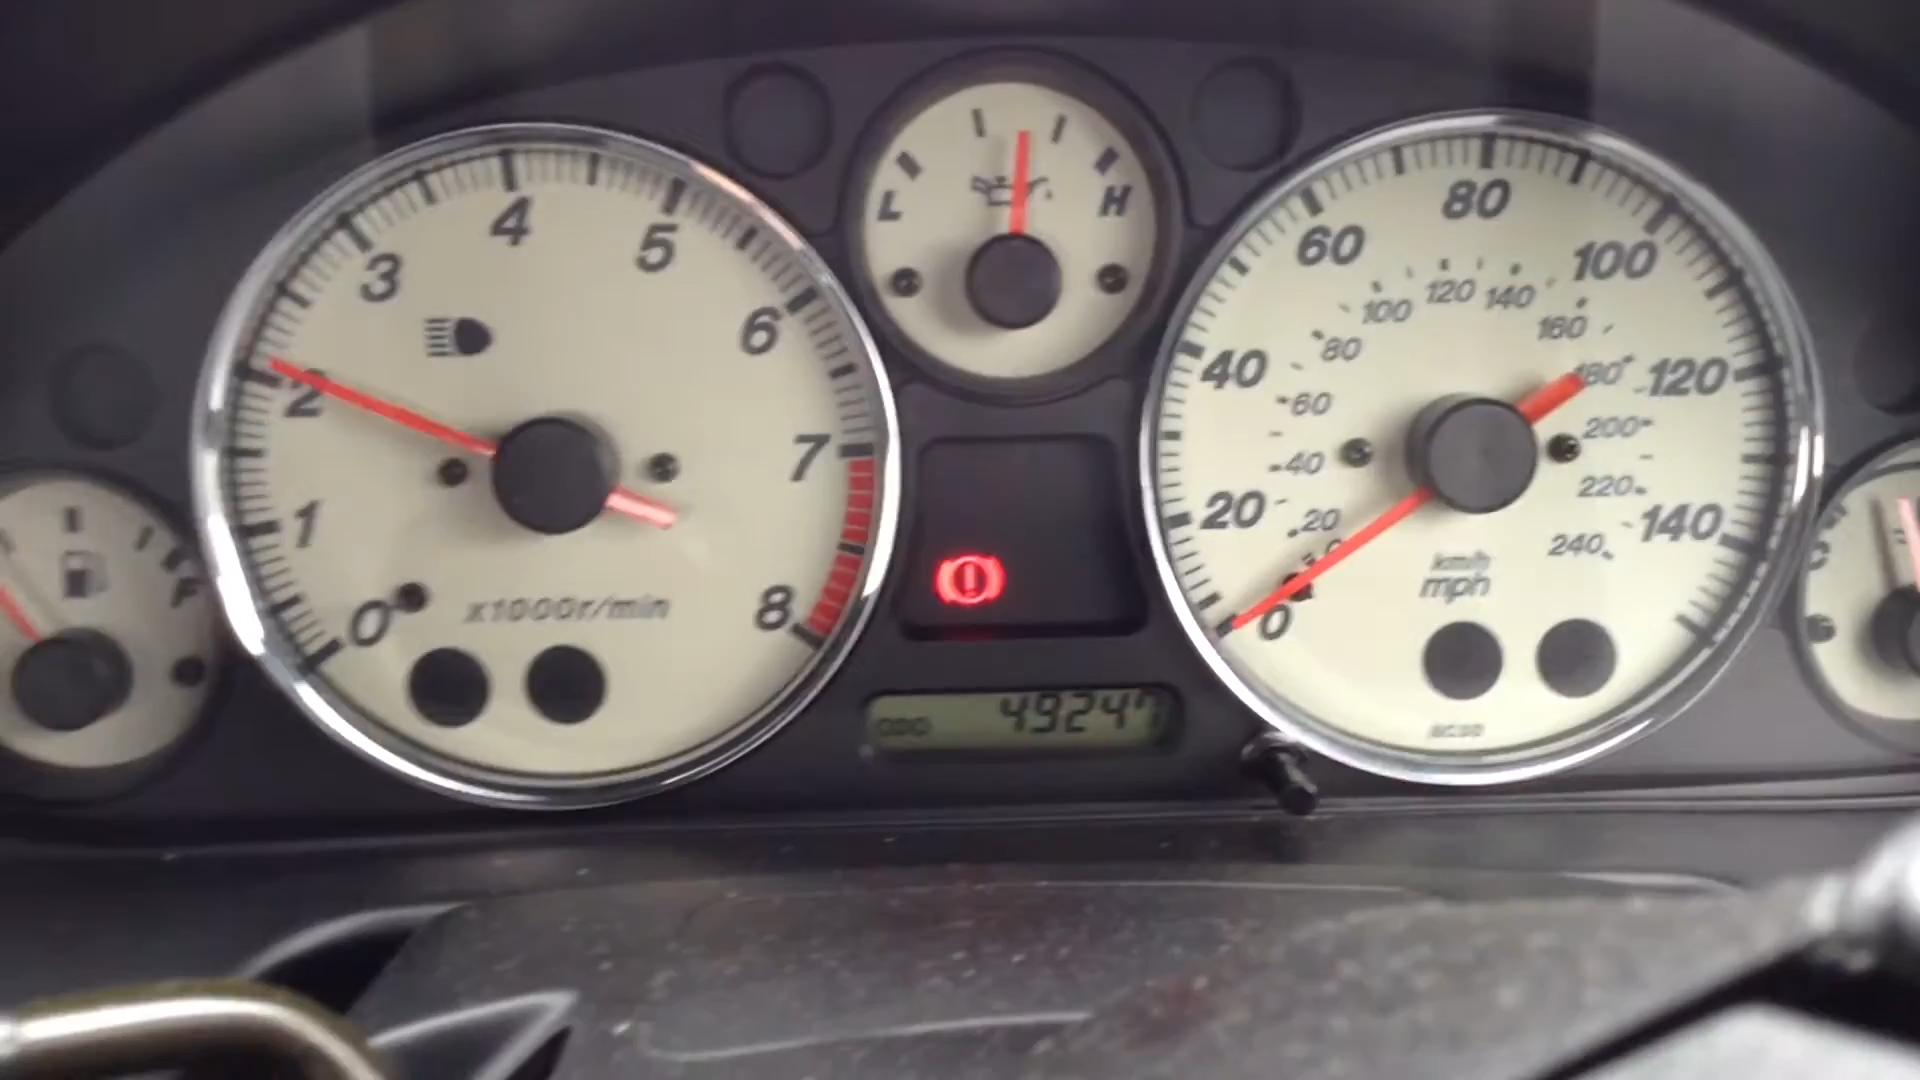 0 1 2 3 4 5 6 7 8
x1000r/min
F
L H
ODO 49247
0 20 40 60 80 100 120 140
0 20 40 60 80 100 120 140 160 180 200 220 240
km/h
mph
C